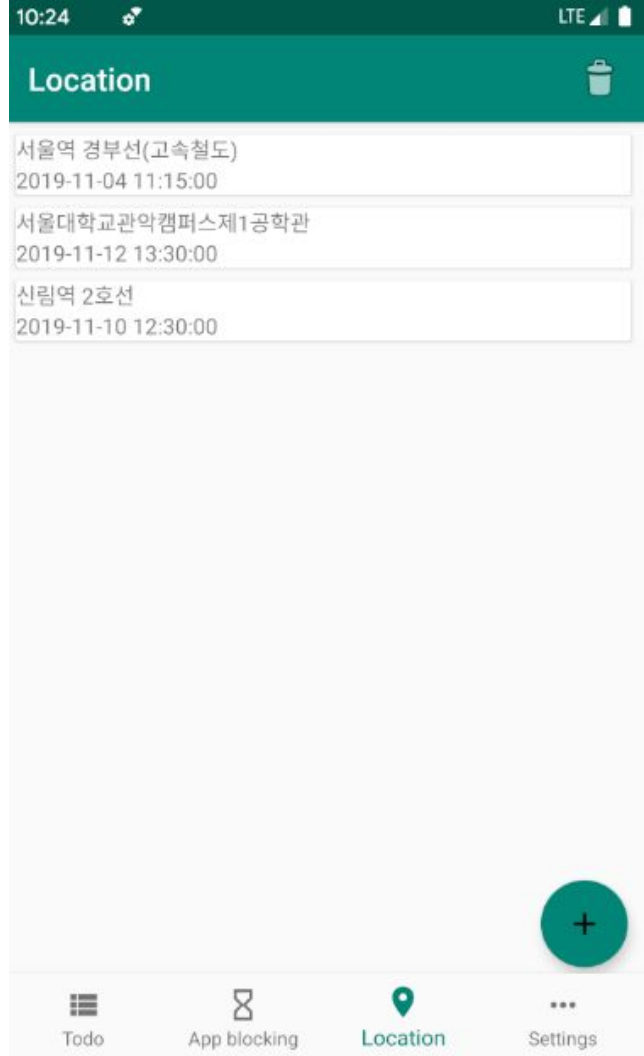 10:24
LTE
Location
서울역 경부선(고속철도)
2019-11-04 11:15:00
서울대학교관악캠퍼스제1공학관
2019-11-12 13:30:00
신림역 2호선
2019-11-10 12:30:00
+
Todo
App blocking
Location
Settings